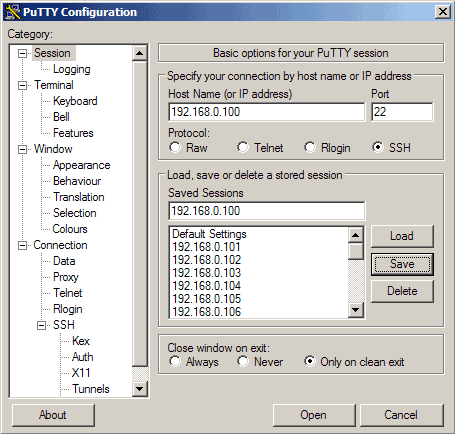 PuTTY Configuration
Category:
Session
Logging
Terminal
Keyboard
Bell
Features
Window
Appearance
Behaviour
Translation
Selection
Colours
Connection
Data
Proxy
Telnet
Rlogin
SSH
Kex
Auth
X11
Tunnels
Basic options for your PuTTY session
Specify your connection by host name or IP address
Host Name (or IP address) Port
192.168.0.100 22
Protocol:
Raw Telnet Rlogin SSH
Load, save or delete a stored session
Saved Sessions
192.168.0.100
Default Settings
192.168.0.101
192.168.0.102
192.168.0.103
192.168.0.104
192.168.0.105
192.168.0.106
Load
Save
Delete
Close window on exit:
Always Never Only on clean exit
About Open Cancel